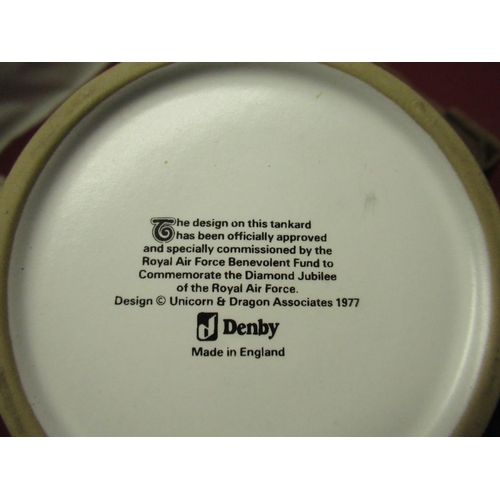 The design on this tankard
has been officially approved
and specially commissioned by the
Royal Air Force Benevolent Fund to
Commemorate the Diamond Jubilee
of the Royal Air Force.
Design © Unicorn & Dragon Associates 1977
Denby
Made in England